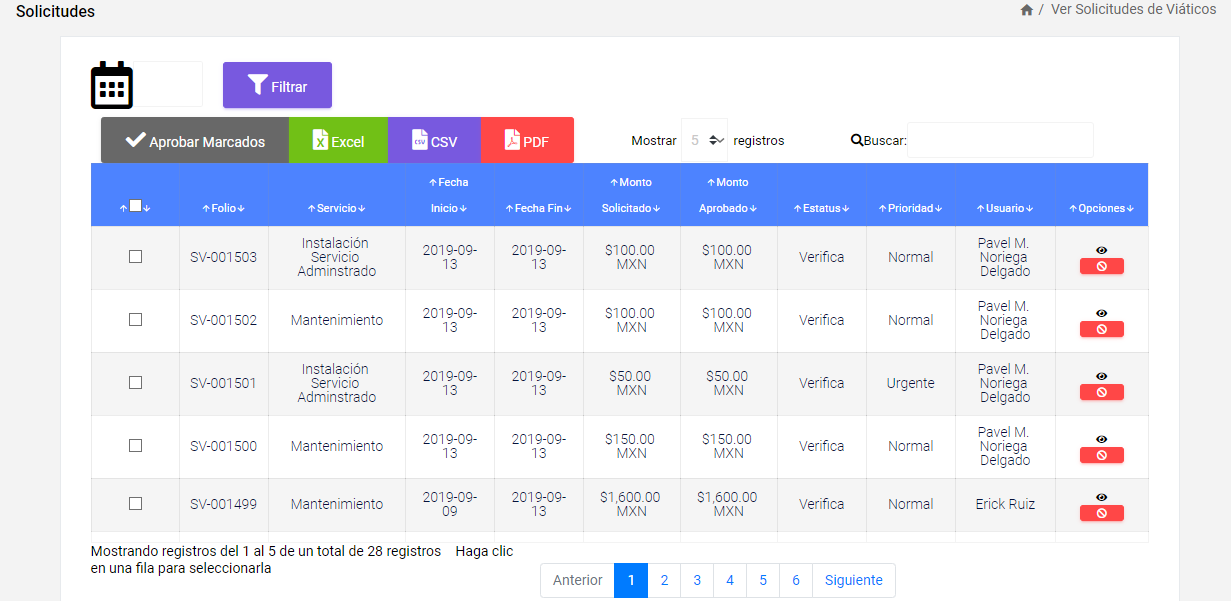 Solicitudes
/ Ver Solicitudes de Viáticos
Filtrar
Aprobar Marcados Excel CSV PDF Mostrar 5 registros Buscar:
↑Fecha ↑Monto ↑Monto
↑ ↓ ↑Folio↓ ↑Servicio↓ Inicio↓ ↑Fecha Fin↓ Solicitado↓ Aprobado↓ ↑Estatus↓ ↑Prioridad↓ ↑Usuario↓ ↑Opciones↓
Instalación Pavel M.
SV-001503 Servicio 2019-09- 2019-09- $100.00 $100.00 Verifica Normal Noriega
Adminstrado 13 13 MXN MXN Delgado
Pavel M.
SV-001502 Mantenimiento 2019-09- 2019-09- $100.00 $100.00 Verifica Normal Noriega
13 13 MXN MXN Delgado
Instalación Pavel M.
SV-001501 Servicio 2019-09- 2019-09- $50.00 $50.00 Verifica Urgente Noriega
Adminstrado 13 13 MXN MXN Delgado
Pavel M.
SV-001500 Mantenimiento 2019-09- 2019-09- $150.00 $150.00 Verifica Normal Noriega
13 13 MXN MXN Delgado
SV-001499 Mantenimiento 2019-09- 2019-09- $1,600.00 $1,600.00 Verifica Normal Erick Ruiz
09 13 MXN MXN
Mostrando registros del 1 al 5 de un total de 28 registros Haga clic
en una fila para seleccionarla
Anterior 1 2 3 4 5 6 Siguiente